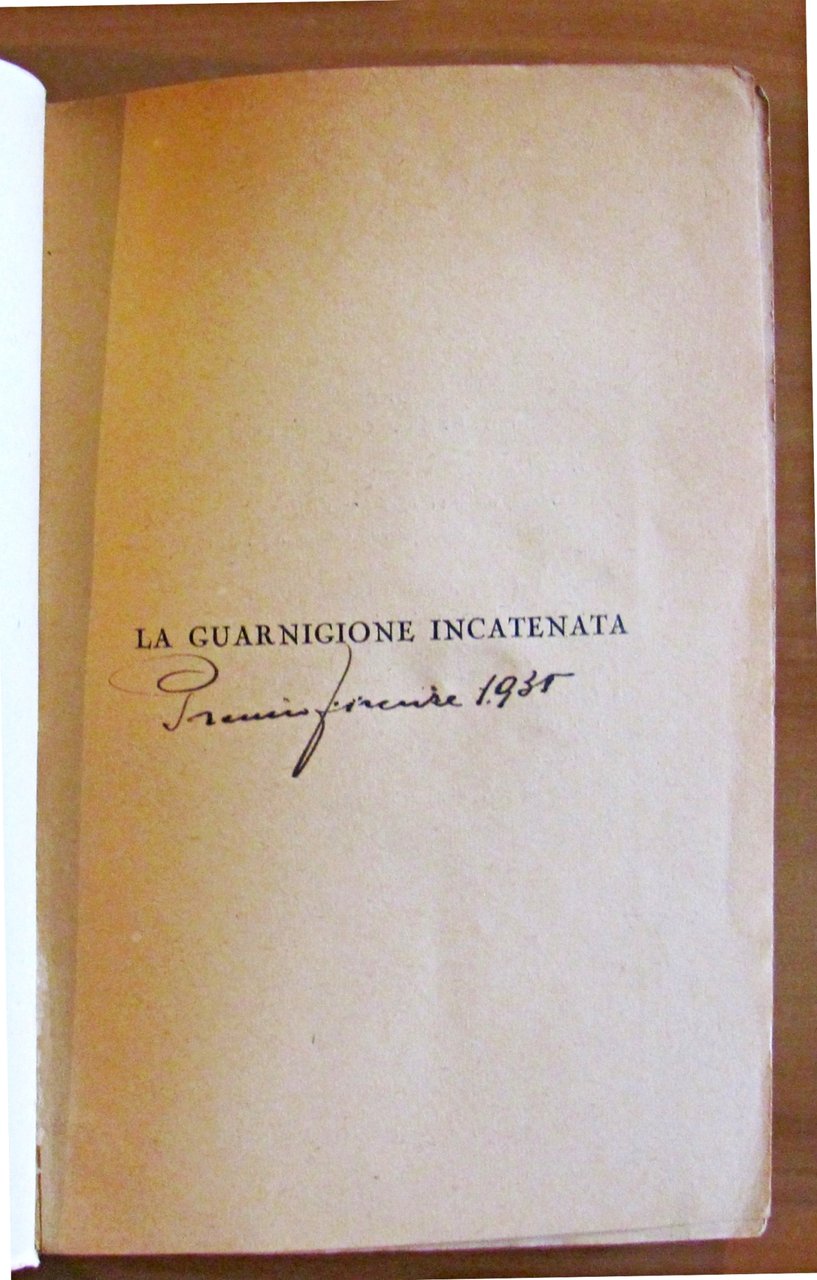 LA GUARNIGIONE INCATENATA
Premio Firenze 1935